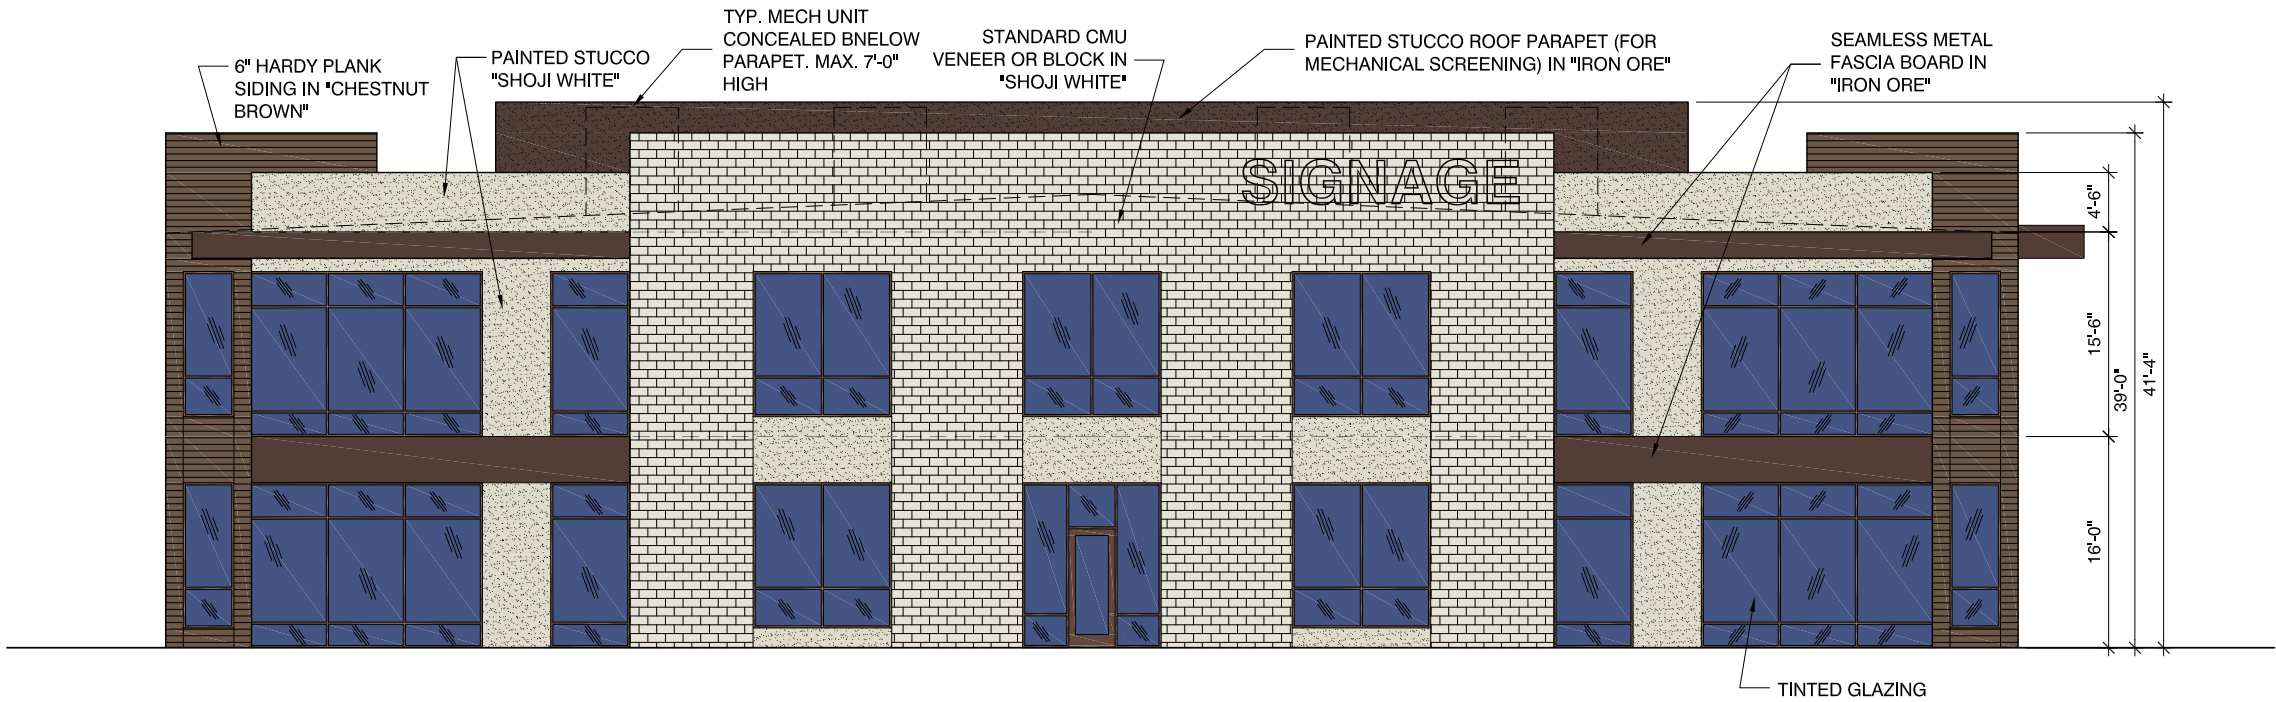 6" HARDY PLANK
SIDING IN "CHESTNUT
BROWN"
PAINTED STUCCO
"SHOJI WHITE"
TYP. MECH UNIT
CONCEALED BNELOW
PARAPET. MAX. 7'-0"
HIGH
STANDARD CMU
VENEER OR BLOCK IN
"SHOJI WHITE"
PAINTED STUCCO ROOF PARAPET (FOR
MECHANICAL SCREENING) IN "IRON ORE"
SEAMLESS METAL
FASCIA BOARD IN
"IRON ORE"
SIGNAGE
4'-6"
15'-6"
39'-0"
41'-4"
16'-0"
TINTED GLAZING